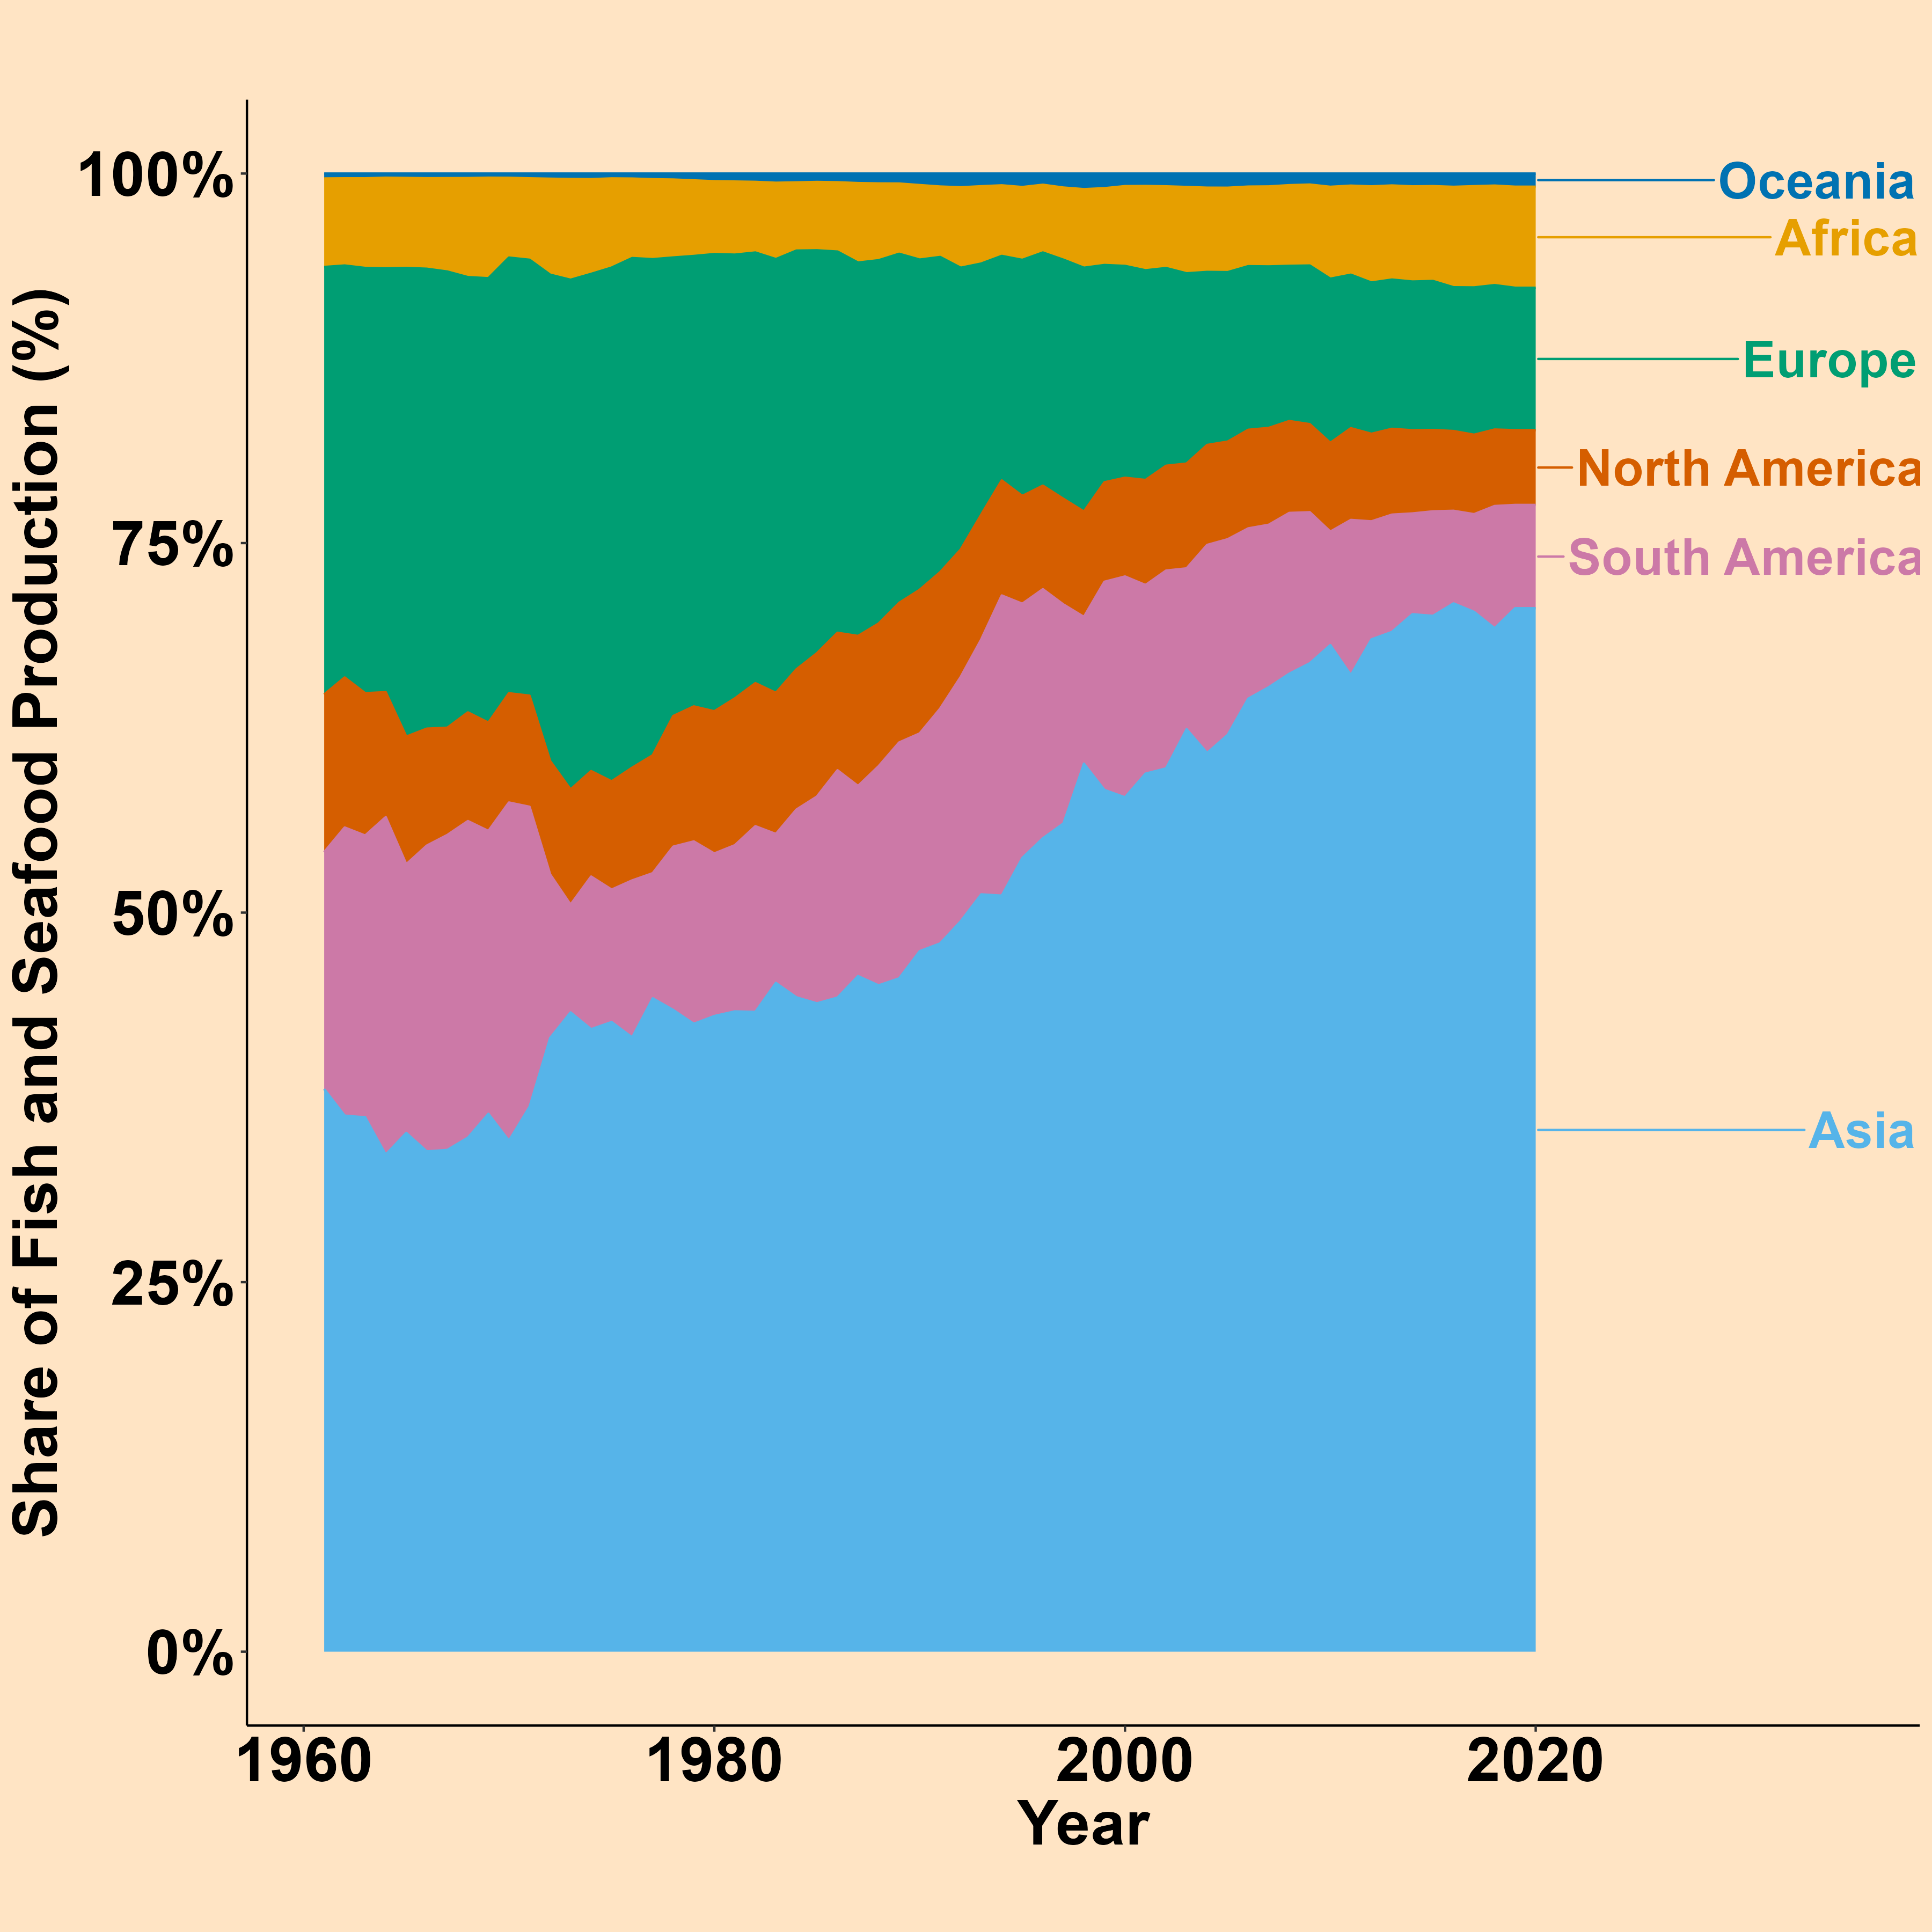 Share of Fish and Seafood Production (%)
100%
75%
50%
25%
0%
1960
1980
2000
2020
Year
Oceania
Africa
Europe
North America
South America
Asia